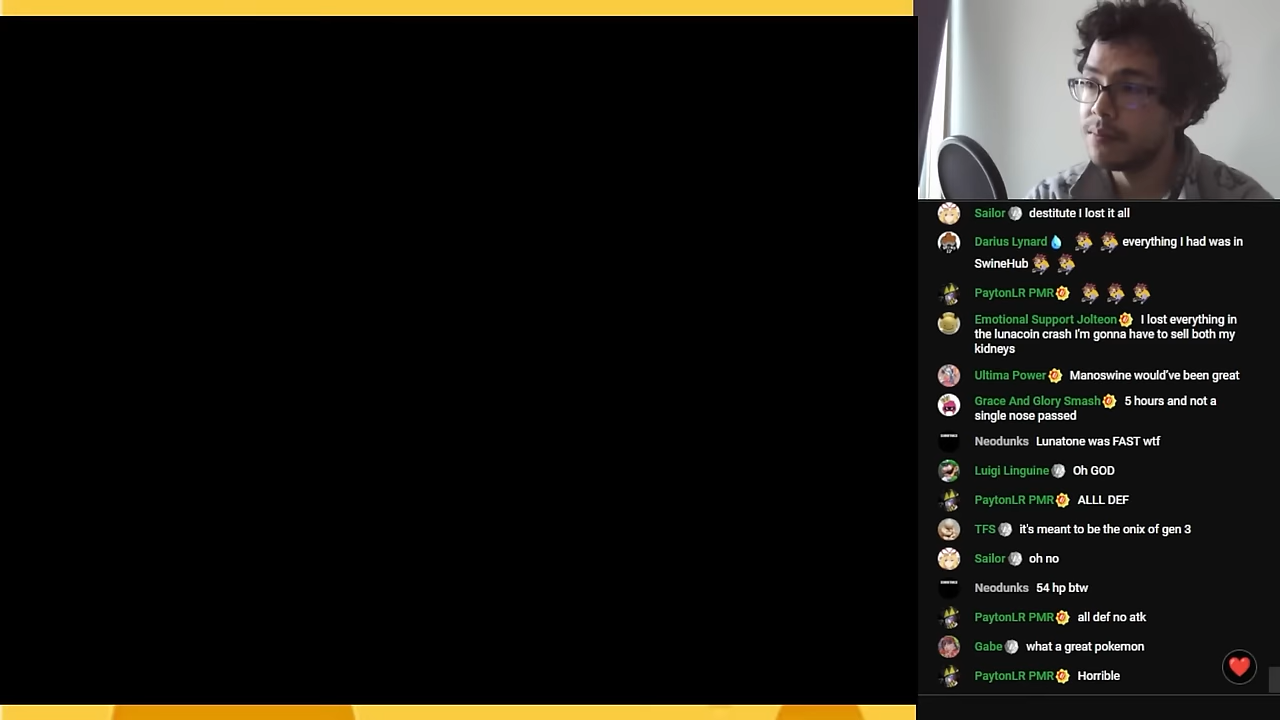 Sailor destitute I lost it all
Darius Lynard everything I had was in
SwineHub
PaytonLR PMR
Emotional Support Jolteon I lost everything in
the lunacoin crash I'm gonna have to sell both my
kidneys
Ultima Power Manoswine would've been great
Grace And Glory Smash 5 hours and not a
single nose passed
Neodunks Lunatone was FAST wtf
Luigi Linguine Oh GOD
PaytonLR PMR ALLL DEF
TFS it's meant to be the onix of gen 3
Sailor oh no
Neodunks 54 hp btw
PaytonLR PMR all def no atk
Gabe what a great pokemon
PaytonLR PMR Horrible